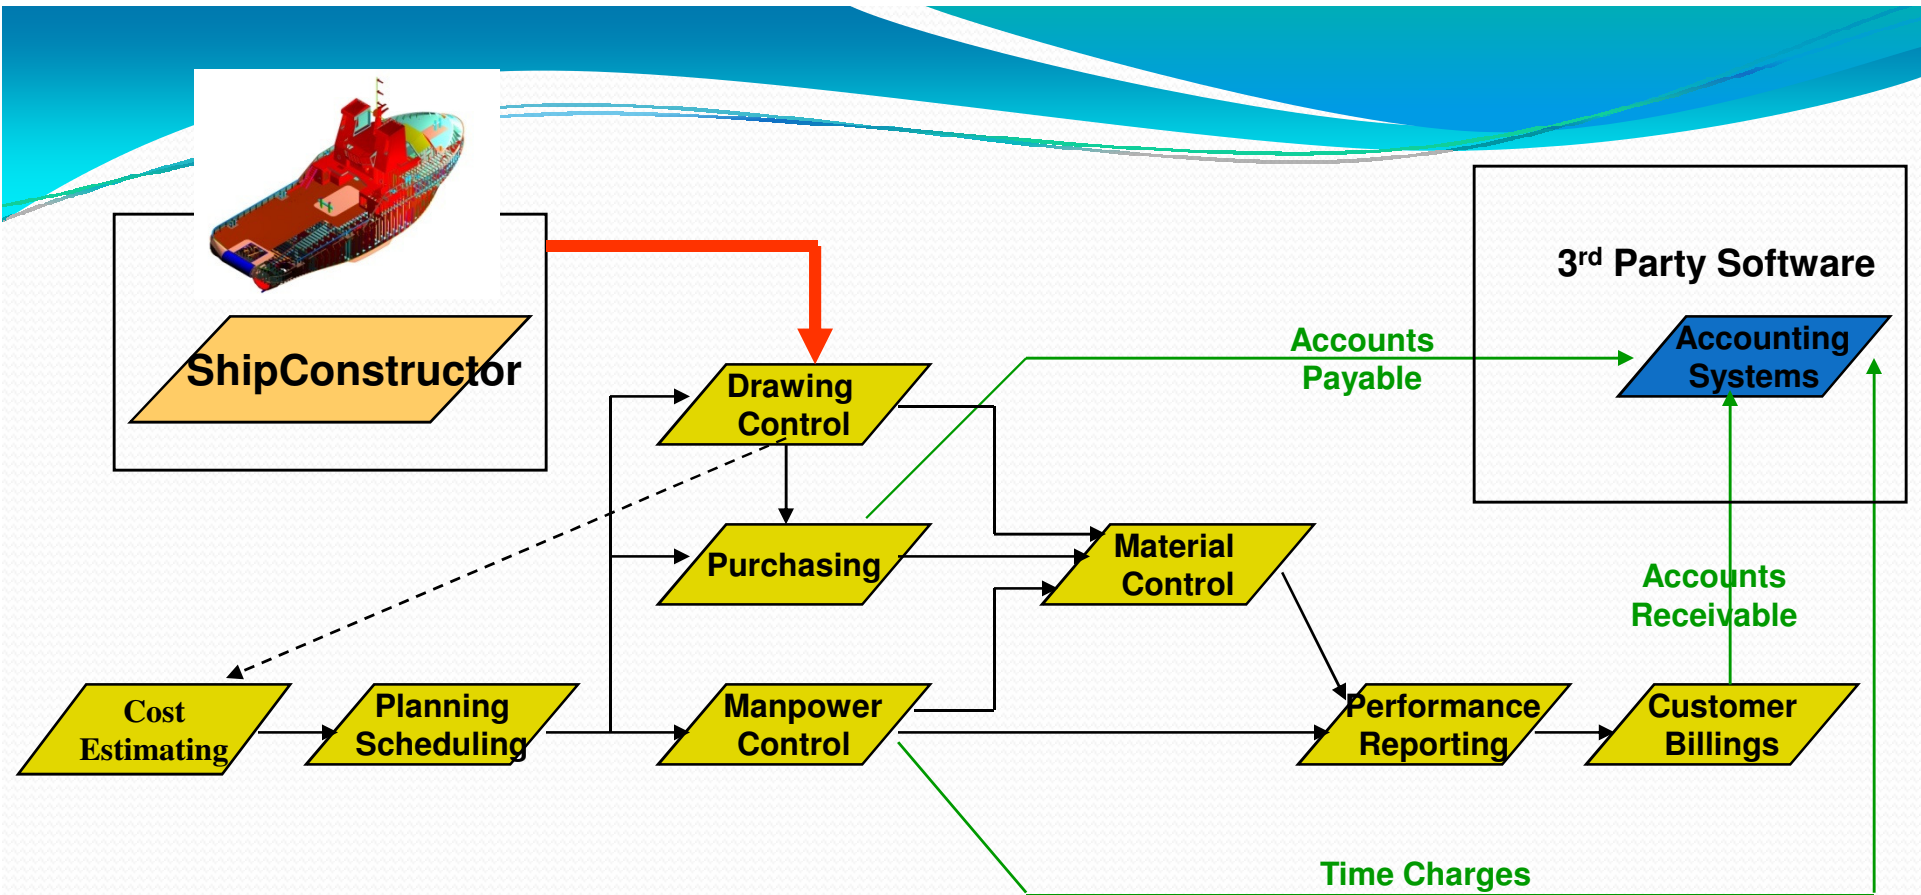 3rd Party Software
ShipConstructor
Accounting
Systems
Accounts
Payable
Drawing
Control
Purchasing
Material
Control
Accounts
Receivable
Cost
Estimating
Planning
Scheduling
Manpower
Control
Performance
Reporting
Customer
Billings
Time Charges